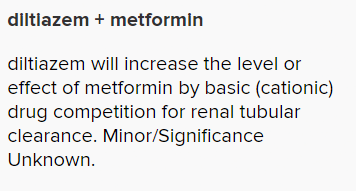 diltiazem + metformin
diltiazem will increase the level or
effect of metformin by basic (cationic)
drug competition for renal tubular
clearance. Minor/Significance
Unknown.